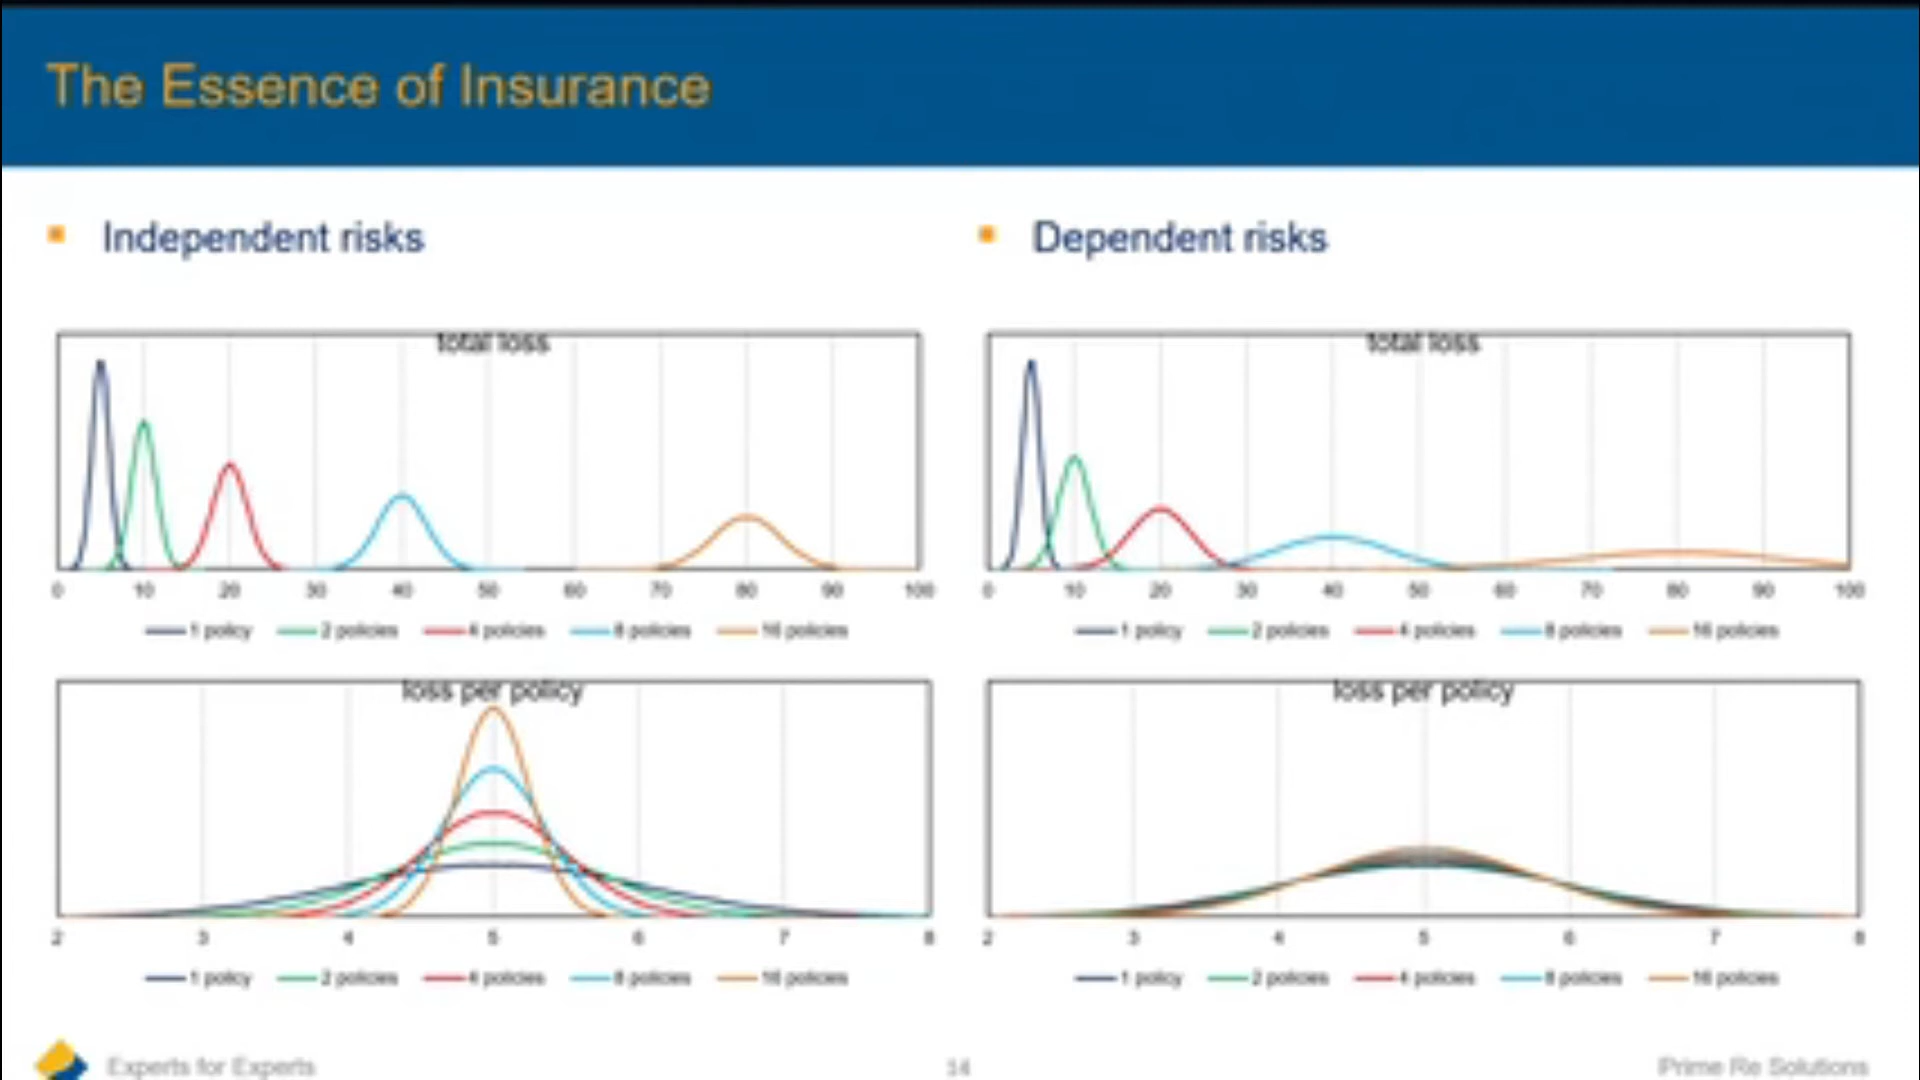 The Essence of Insurance
Independent risks
total loss
0 10 20 30 40 50 60 70 80 90 100
1 policy 2 policies 4 policies 8 policies 16 policies
loss per policy
2 3 4 5 6 7 8
1 policy 2 policies 4 policies 8 policies 16 policies
Dependent risks
total loss
0 10 20 30 40 50 60 70 80 90 100
1 policy 2 policies 4 policies 8 policies 16 policies
loss per policy
2 3 4 5 6 7 8
1 policy 2 policies 4 policies 8 policies 16 policies
Experts for Experts
14
Prime Re Solutions